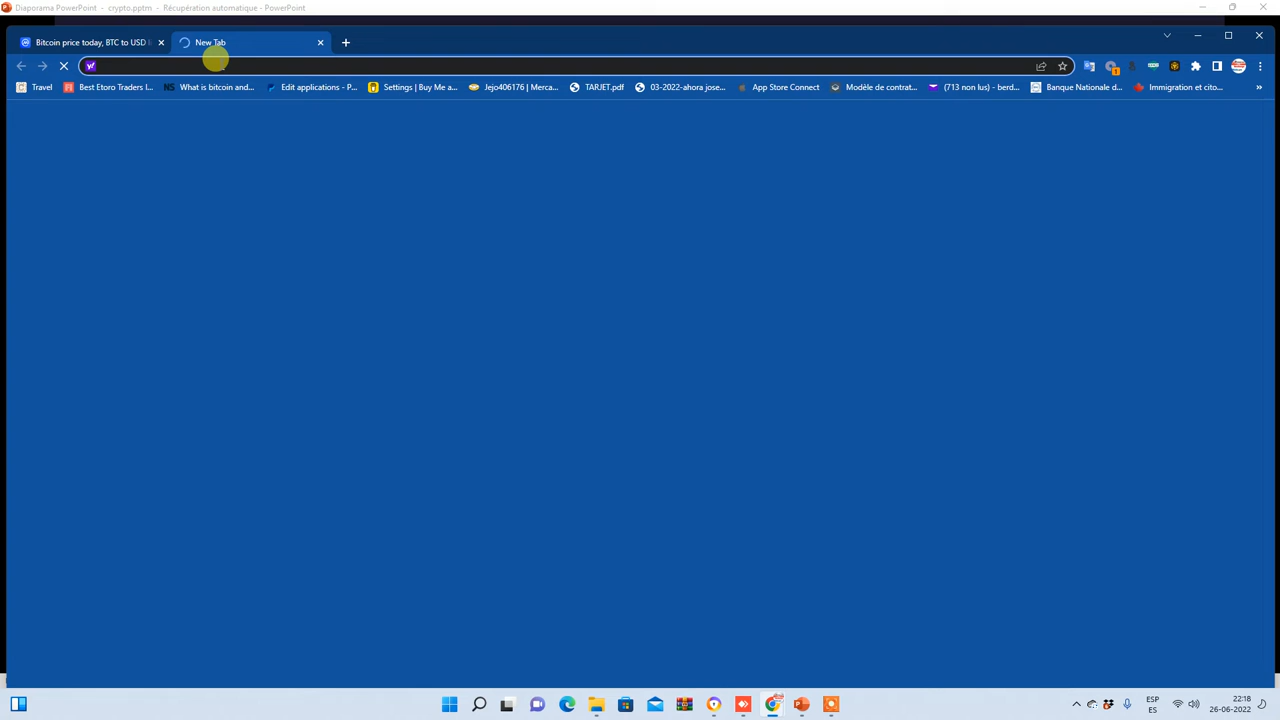 Diaporama PowerPoint - crypto.pptm - Récupération automatique - PowerPoint
Bitcoin price today, BTC to USD
New Tab
Travel
Best Etoro Traders l...
What is bitcoin and...
Edit applications - P...
Settings | Buy Me a...
Jejo406176 | Merca...
TARJET.pdf
03-2022-ahora jose...
App Store Connect
Modèle de contrat...
(713 non lus) - berd...
Banque Nationale d...
Immigration et cito...
»
ESP
ES
22:18
26-06-2022